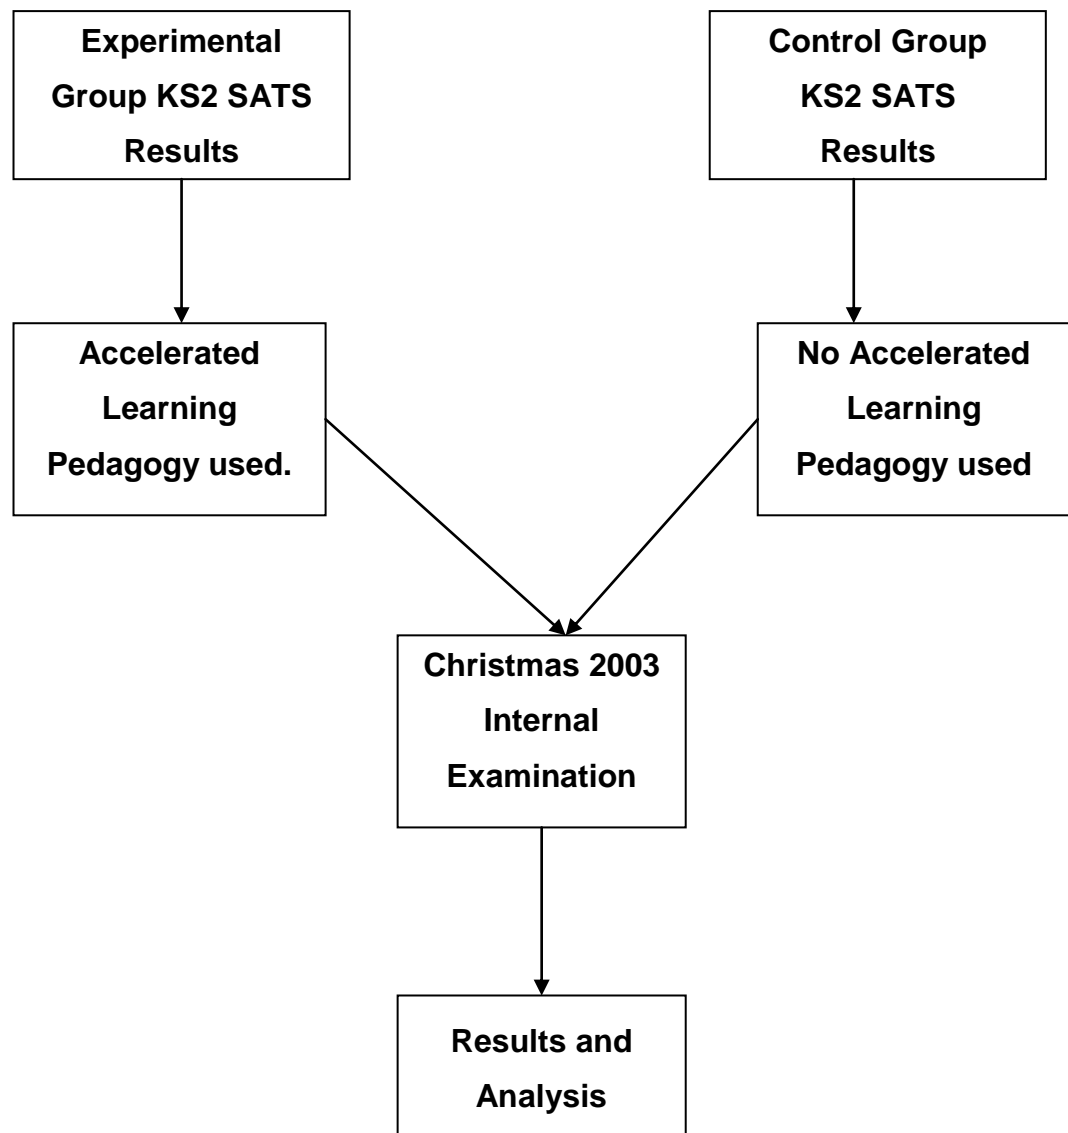 Experimental
Group KS2 SATS
Results
Control Group
KS2 SATS
Results
Accelerated
Learning
Pedagogy used.
No Accelerated
Learning
Pedagogy used
Christmas 2003
Internal
Examination
Results and
Analysis